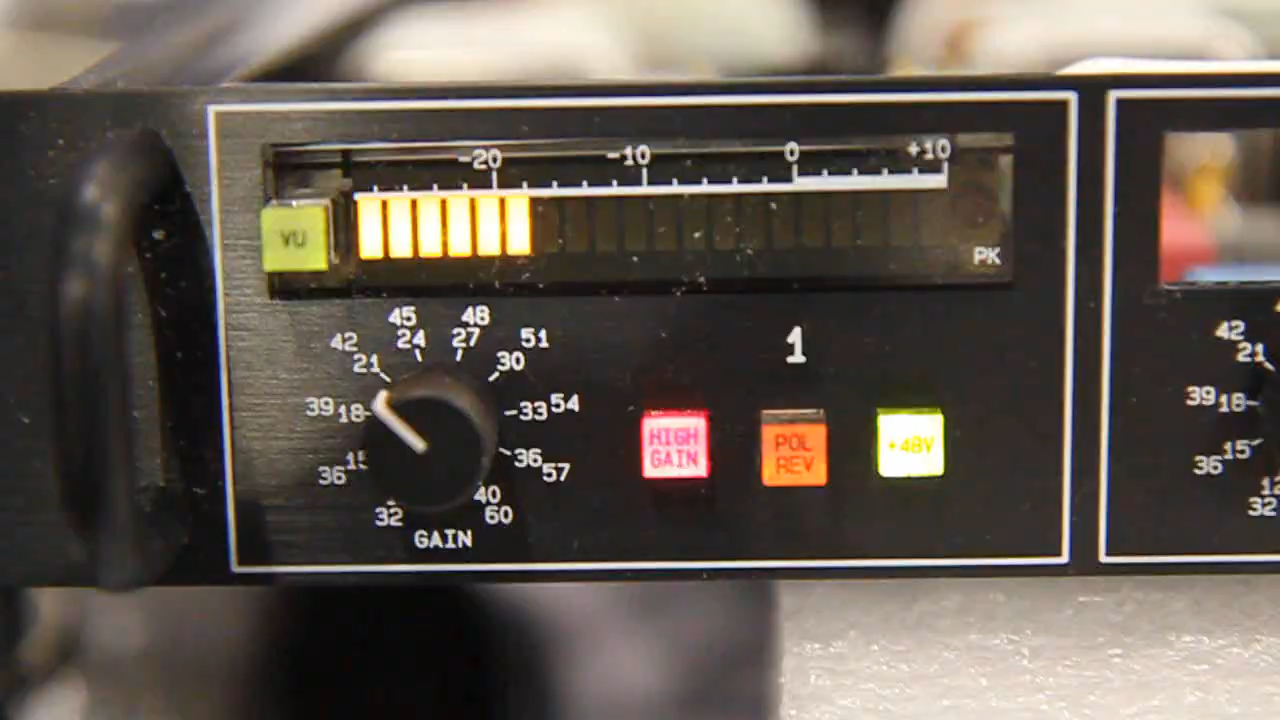 -20 -10 0 +10
VU
PK
45 48
42 24 27 51
21 30
39 18 -33 54
36 15 36 57
32 40 60
GAIN
1
HIGH
GAIN
POL
REV
+48V
42
21
39 18
36 15
32